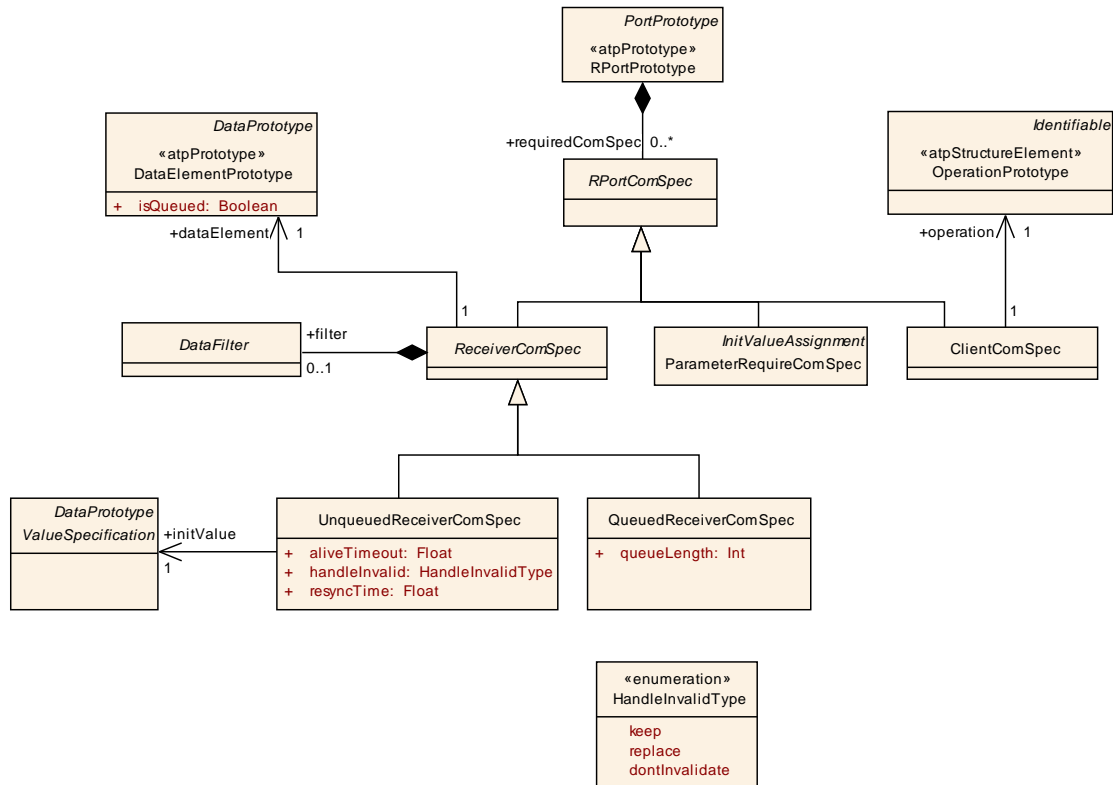 PortPrototype
«atpPrototype»
RPortPrototype
DataPrototype
«atpPrototype»
DataElementPrototype
+ isQueued: Boolean
Identifiable
«atpStructureElement»
OperationPrototype
+requiredComSpec 0..*
RPortComSpec
+dataElement 1
+operation 1
1
1
DataFilter
+filter
0..1
ReceiverComSpec
InitValueAssignment
ParameterRequireComSpec
ClientComSpec
DataPrototype
ValueSpecification
+initValue
1
UnqueuedReceiverComSpec
+ aliveTimeout: Float
+ handleInvalid: HandleInvalidType
+ resyncTime: Float
QueuedReceiverComSpec
+ queueLength: Int
«enumeration»
HandleInvalidType
keep
replace
dontInvalidate